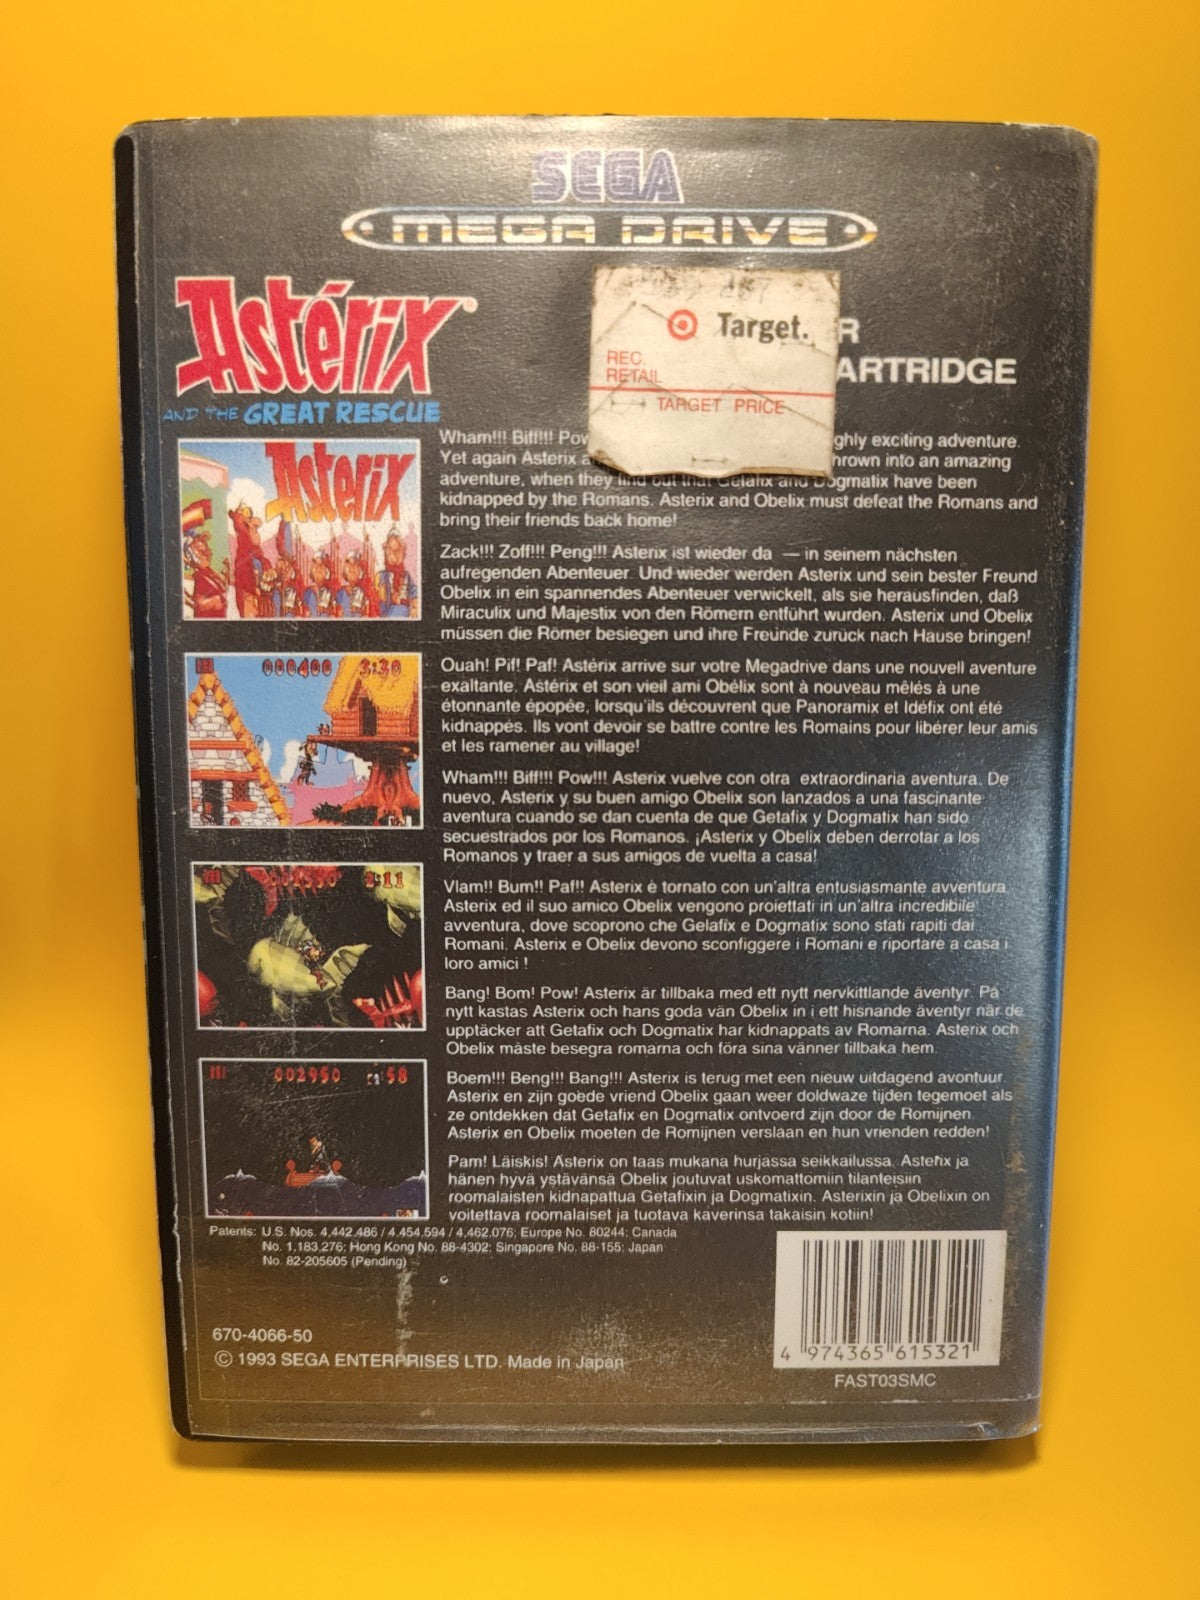 SEGA
MEGA DRIVE
Astérix
AND THE GREAT RESCUE
Target.
REC.
RETAIL
TARGET PRICE
R
ARTRIDGE
Wham!!! Biff!!! Pow ghly exciting adventure.
Yet again Asterix a hrown into an amazing
adventure, when they find out that Getafix and Dogmatix have been
kidnapped by the Romans. Asterix and Obelix must defeat the Romans and
bring their friends back home!
Zack!!! Zoff!!! Peng!!! Asterix ist wieder da — in seinem nächsten
aufregenden Abenteuer. Und wieder werden Asterix und sein bester Freund
Obelix in ein spannendes Abenteuer verwickelt, als sie herausfinden, daß
Miraculix und Majestix von den Römern entführt wurden. Asterix und Obelix
müssen die Römer besiegen und ihre Freunde zurück nach Hause bringen!
Ouah! Pif! Paf! Astérix arrive sur votre Megadrive dans une nouvell aventure
exaltante. Astérix et son vieil ami Obélix sont à nouveau mêlés à une
étonnante épopée, lorsqu'ils découvrent que Panoramix et Idéfix ont été
kidnappés. Ils vont devoir se battre contre les Romains pour libérer leur amis
et les ramener au village!
Wham!!! Biff!!! Pow!!! Asterix vuelve con otra extraordinaria aventura. De
nuevo, Asterix y su buen amigo Obelix son lanzados a una fascinante
aventura cuando se dan cuenta de que Getafix y Dogmatix han sido
secuestrados por los Romanos. ¡Asterix y Obelix deben derrotar a los
Romanos y traer a sus amigos de vuelta a casa!
Vlam!! Bum!! Paf!! Asterix è tornato con un'altra entusiasmante avventura.
Asterix ed il suo amico Obelix vengono proiettati in un'altra incredibile
avventura, dove scoprono che Gelafix e Dogmatix sono stati rapiti dai
Romani. Asterix e Obelix devono sconfiggere i Romani e riportare a casa i
loro amici !
Bang! Bom! Pow! Asterix är tillbaka med ett nytt nervkittlande äventyr. På
nytt kastas Asterix och hans goda vän Obelix in i ett hisnande äventyr när de
upptäcker att Getafix och Dogmatix har kidnappats av Romarna. Asterix och
Obelix måste besegra romarna och föra sina vänner tillbaka hem.
Boem!!! Beng!!! Bang!!! Asterix is terug met een nieuw uitdagend avontuur.
Asterix en zijn goede vriend Obelix gaan weer doldwaze tijden tegemoet als
ze ontdekken dat Getafix en Dogmatix ontvoerd zijn door de Romijnen.
Asterix en Obelix moeten de Romijnen verslaan en hun vrienden redden!
Pam! Läiskis! Asterix on taas mukana hurjassa seikkailussa. Asterix ja
hänen hyvä ystävänsä Obelix joutuvat uskomattomiin tilanteisiin
roomalaisten kidnapattua Getafixin ja Dogmatixin. Asterixin ja Obelixin on
voitettava roomalaiset ja tuotava kaverinsa takaisin kotiin!
Asterix
000400 3:30
001550 2:11
002950 :58
Patents: U.S. Nos. 4,442,486 / 4,454,594 / 4,462,076; Europe No. 80244; Canada
No. 1,183,276; Hong Kong No. 88-4302; Singapore No. 88-155; Japan
No. 82-205605 (Pending)
670-4066-50
© 1993 SEGA ENTERPRISES LTD. Made in Japan
4 974365 615321
FAST03SMC